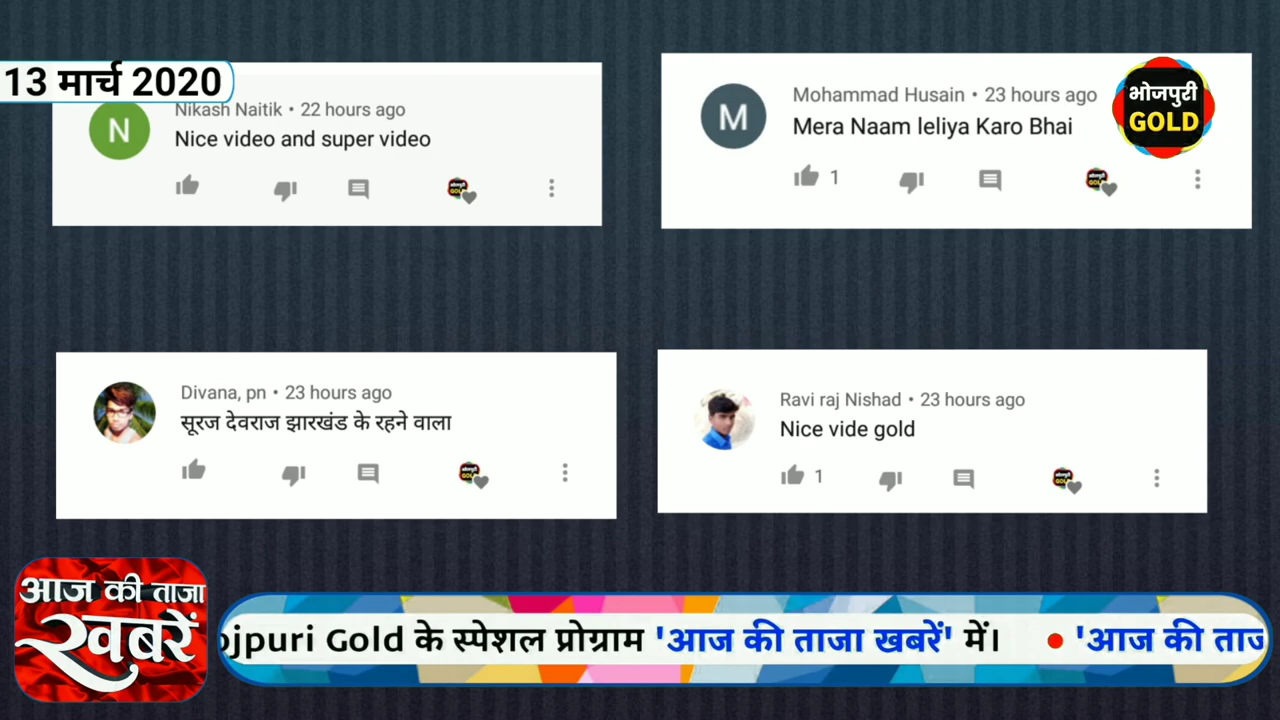 13 मार्च 2020
N
Nikash Naitik • 22 hours ago
Nice video and super video
M
Mohammad Husain • 23 hours ago
Mera Naam leliya Karo Bhai
1
भोजपुरी
GOLD
Divana, pn • 23 hours ago
सूरज देवराज झारखंड के रहने वाला
Ravi raj Nishad • 23 hours ago
Nice vide gold
1
आज की ताजा
खबरें
ojpuri Gold के स्पेशल प्रोग्राम 'आज की ताजा खबरें' में। • 'आज की ताज